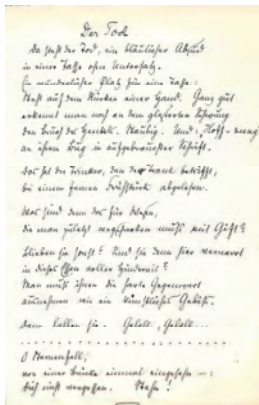 Der Tod
Da steht der Tod, ein bläulicher Absud
in einer Tasse ohne Untersatz.
Ein wunderlicher Platz für eine Tasse:
steht auf dem Rücken einer Hand. Ganz gut
erkennt man noch an dem glasierten Schwung
den Bruch des Henkels. Staubig. Und: „Hoff-nung"
an ihrem Bug in aufgebrauchter Schrift.
Das hat der Trinker, den der Trank betrifft,
bei einem fernen Frühstück abgelesen.
Was sind denn das für Wesen,
die man zuletzt wegschrecken muß mit Gift?
Blieben sie sonst? Sind sie denn hier vernarrt
in dieses Essen voller Hindernis?
Man muß ihnen die harte Gegenwart
ausnehmen wie ein künstliches Gebiß.
Dann lallen sie. Gelall, Gelall...
O Sternenfall,
von einer Brücke einmal eingesehn —:
Dich nicht vergessen. Stehn!